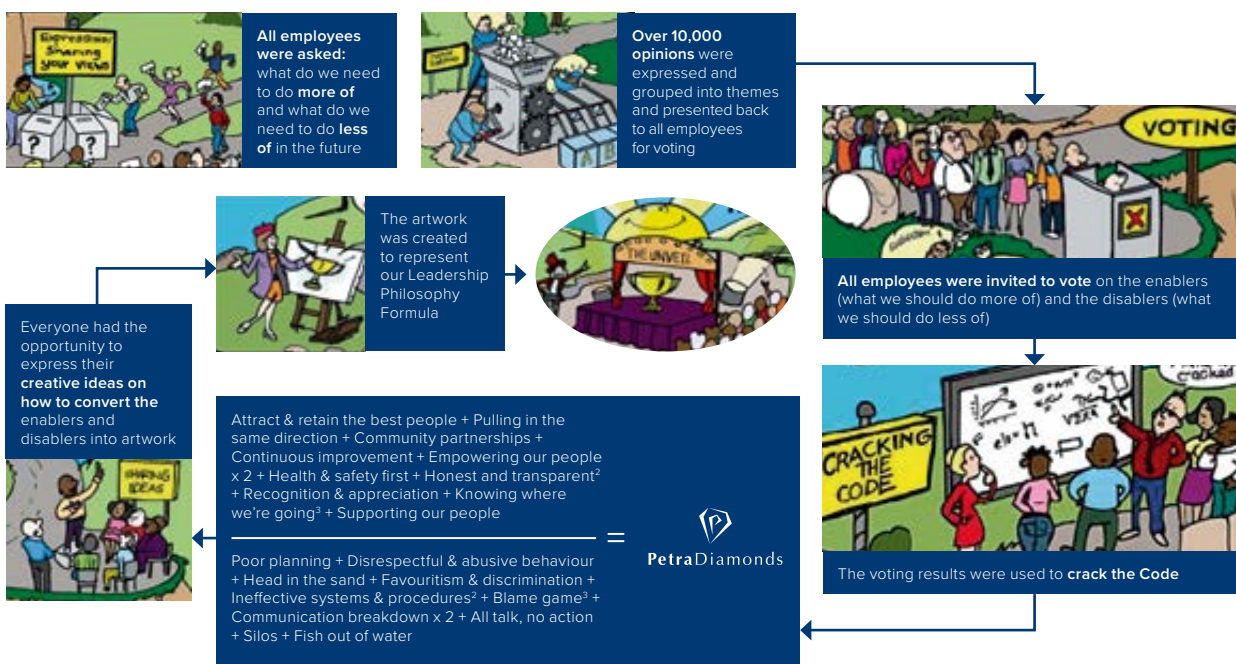 Expression
Sharing
your views
?
?
All employees
were asked:
what do we need
to do more of
and what do we
need to do less
of in the future
A
B
Over 10,000
opinions were
expressed and
grouped into themes
and presented back
to all employees
for voting
VOTING
X
All employees were invited to vote on the enablers
(what we should do more of) and the disablers (what
we should do less of)
cracked
CRACKING
THE
CODE
The voting results were used to crack the Code
Attract & retain the best people + Pulling in the
same direction + Community partnerships +
Continuous improvement + Empowering our people
x 2 + Health & safety first + Honest and transparent²
+ Recognition & appreciation + Knowing where
we’re going³ + Supporting our people
=
PetraDiamonds
Poor planning + Disrespectful & abusive behaviour
+ Head in the sand + Favouritism & discrimination +
Ineffective systems & procedures² + Blame game³ +
Communication breakdown x 2 + All talk, no action
+ Silos + Fish out of water
Everyone had the
opportunity to
express their
creative ideas on
how to convert the
enablers and
disablers into artwork
SHARING
IDEAS
The artwork
was created
to represent
our Leadership
Philosophy
Formula
THE UNVEIL